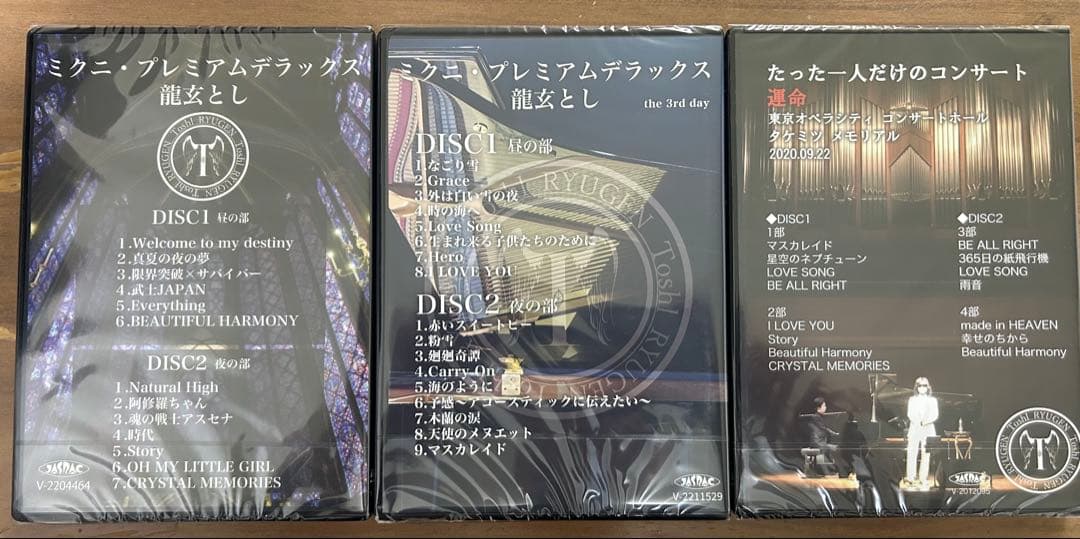 ミクニ・プレミアムデラックス
龍玄とし
Toshl RYUGEN Toshl RYUGEN
T
DISC1 昼の部
1.Welcome to my destiny
2.真夏の夜の夢
3.限界突破×サバイバー
4.武士JAPAN
5.Everything
6.BEAUTIFUL HARMONY
DISC2 夜の部
1.Natural High
2.阿修羅ちゃん
3.魂の戦士アスセナ
4.時代
5.Story
6.OH MY LITTLE GIRL
7.CRYSTAL MEMORIES
JASRAC
V-2204464
ミクニ・プレミアムデラックス
龍玄とし the 3rd day
DISC1 昼の部
1.なごり雪
2.Grace
3.外は白い雪の夜
4.時の海へ
5.Love Song
6.生まれ来る子供たちのために
7.Hero
8.I LOVE YOU
DISC2 夜の部
1.赤いスイートピー
2.粉雪
3.廻廻奇譚
4.Carry On
5.海のように
6.予感～アコースティックに伝えたい～
7.木蘭の涙
8.天使のメヌエット
9.マスカレイド
Toshl RYUGEN
T
JASRAC
V-2211529
たった一人だけのコンサート
運命
東京オペラシティ コンサートホール
タケミツ メモリアル
2020.09.22
◆DISC1
1部
マスカレイド
星空のネプチューン
LOVE SONG
BE ALL RIGHT
2部
I LOVE YOU
Story
Beautiful Harmony
CRYSTAL MEMORIES
◆DISC2
3部
BE ALL RIGHT
365日の紙飛行機
LOVE SONG
雨音
4部
made in HEAVEN
幸せのちから
Beautiful Harmony
Toshl RYUGEN Toshl RYUGEN
T
JASRAC
V-2012095